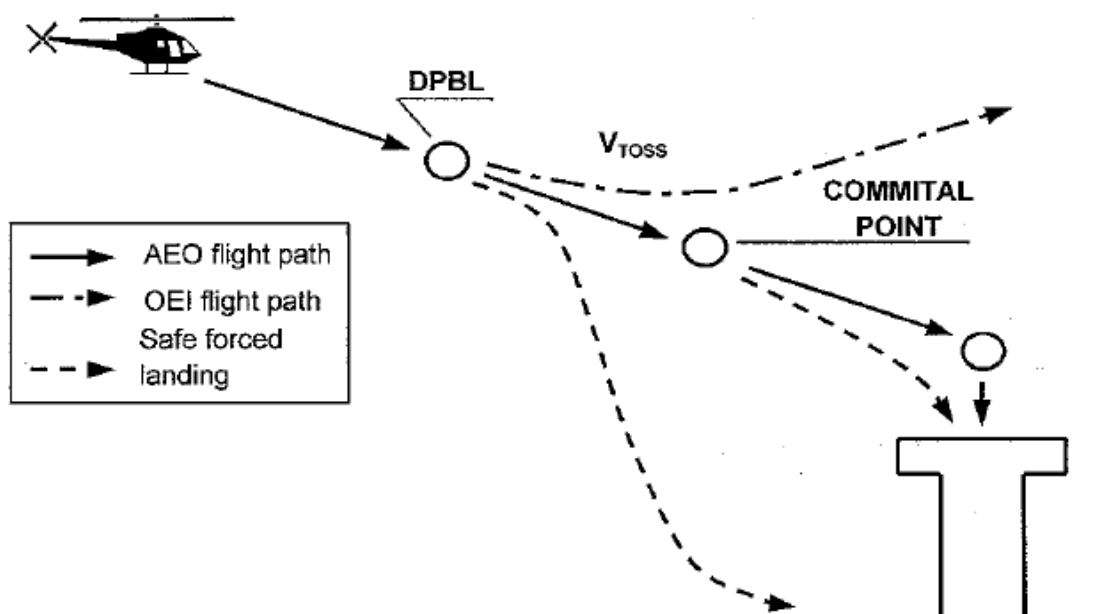 DPBL
VTOSS
COMMITAL
POINT
AEO flight path
OEI flight path
Safe forced
landing